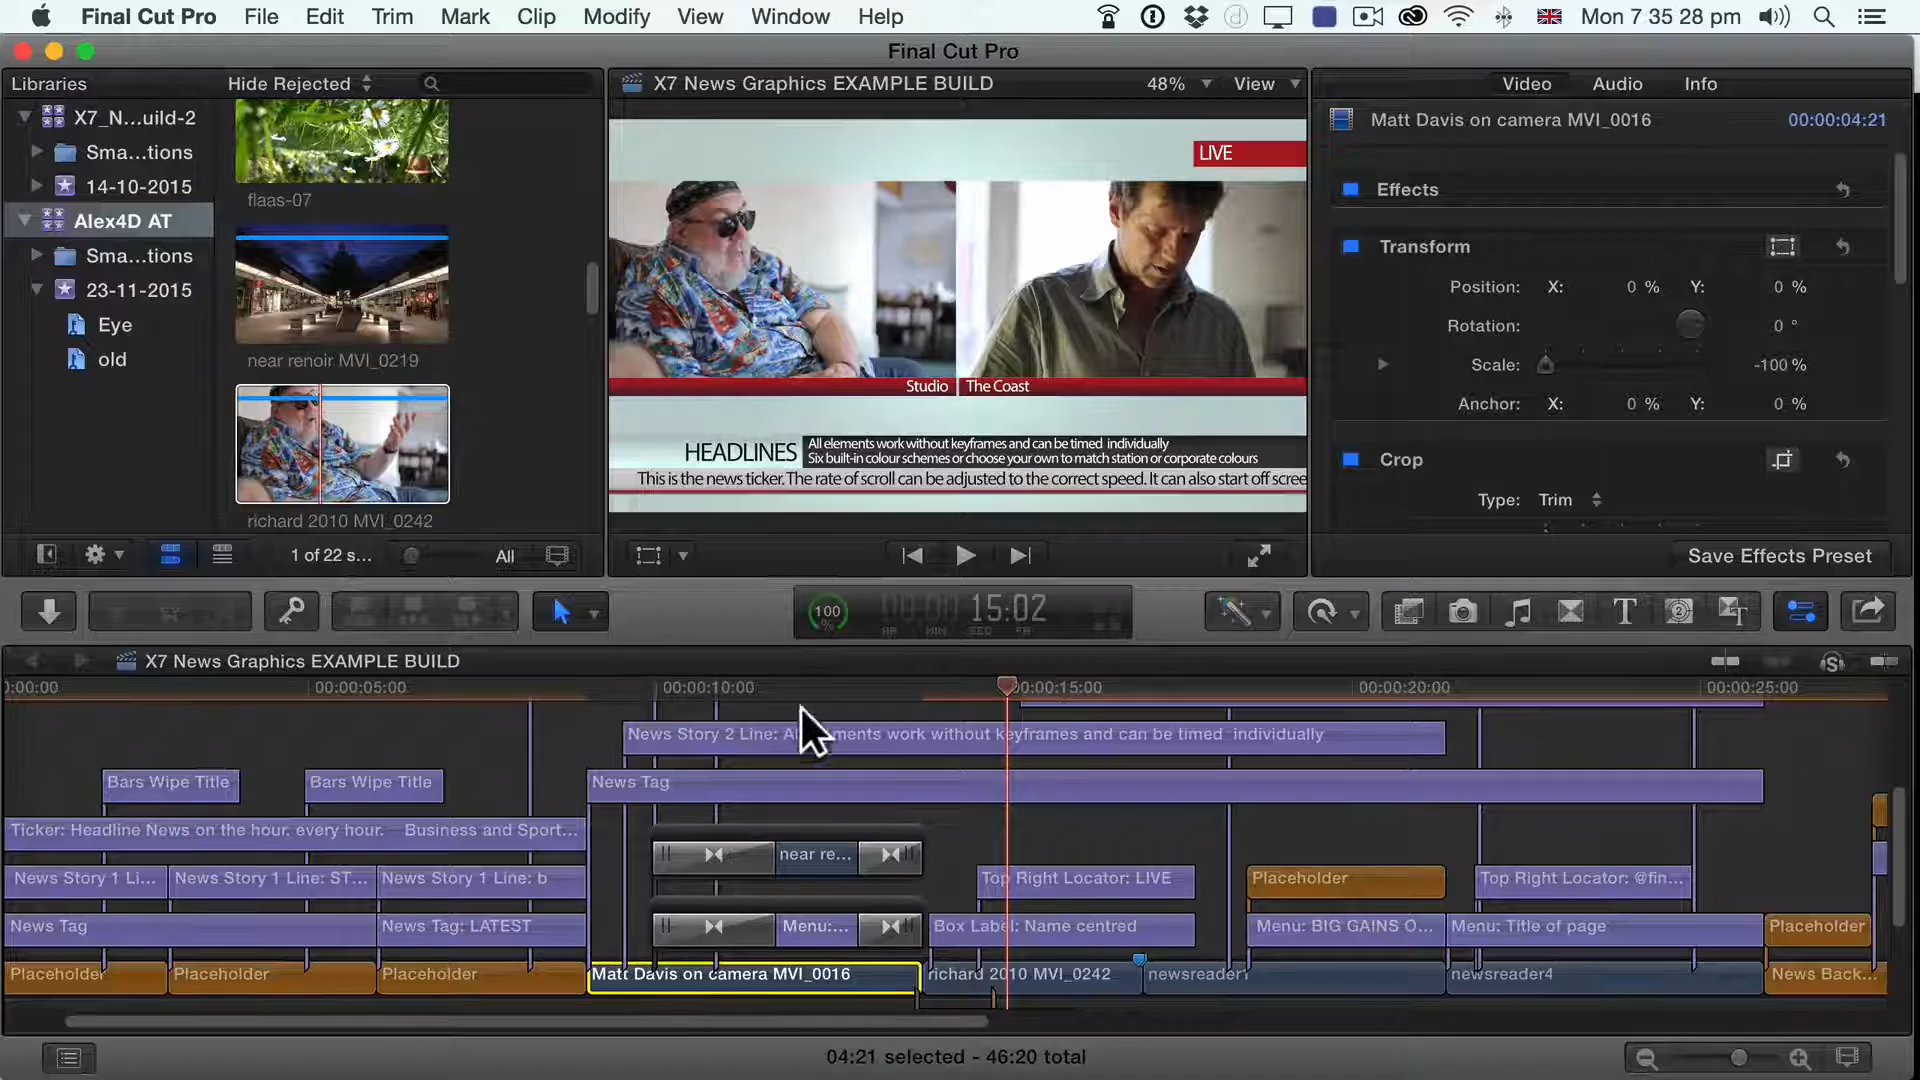 Final Cut Pro File Edit Trim Mark Clip Modify View Window Help Mon 7 35 28 pm
Final Cut Pro
Libraries Hide Rejected
X7 News Graphics EXAMPLE BUILD 48% View
Video Audio Info
X7_N...uild-2
Sma...tions
14-10-2015
Alex4D AT
Sma...tions
23-11-2015
Eye
old
flaas-07
near renoir MVI_0219
richard 2010 MVI_0242
1 of 22 s... All
LIVE
Studio The Coast
HEADLINES
All elements work without keyframes and can be timed individually
Six built-in colour schemes or choose your own to match station or corporate colours
This is the news ticker. The rate of scroll can be adjusted to the correct speed. It can also start off scree
Matt Davis on camera MVI_0016 00:00:04:21
Effects
Transform
Position: X: 0 % Y: 0 %
Rotation: 0 °
Scale: -100 %
Anchor: X: 0 % Y: 0 %
Crop
Type: Trim
Save Effects Preset
100 % 15:02
HR MIN SEC FR
X7 News Graphics EXAMPLE BUILD
0:00:00 00:00:05:00 00:00:10:00 0:00:15:00 00:00:20:00 00:00:25:00
News Story 2 Line: All elements work without keyframes and can be timed individually
Bars Wipe Title Bars Wipe Title News Tag
Ticker: Headline News on the hour, every hour. Business and Sport...
near re...
News Story 1 Li... News Story 1 Line: ST... News Story 1 Line: b Top Right Locator: LIVE Placeholder Top Right Locator: @fin...
News Tag News Tag: LATEST Menu:... Box Label: Name centred Menu: BIG GAINS O... Menu: Title of page Placeholder
Placeholder Placeholder Placeholder Matt Davis on camera MVI_0016 richard 2010 MVI_0242 newsreader1 newsreader4 News Back...
04:21 selected - 46:20 total